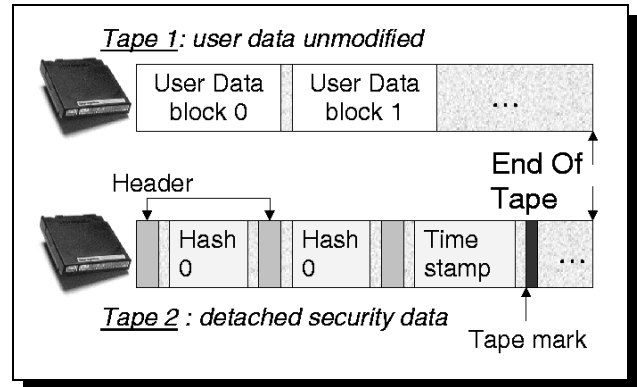 Tape 1: user data unmodified
User Data
block 0
User Data
block 1
...
End Of
Tape
Header
Hash
0
Hash
0
Time
stamp
...
Tape 2 : detached security data
Tape mark